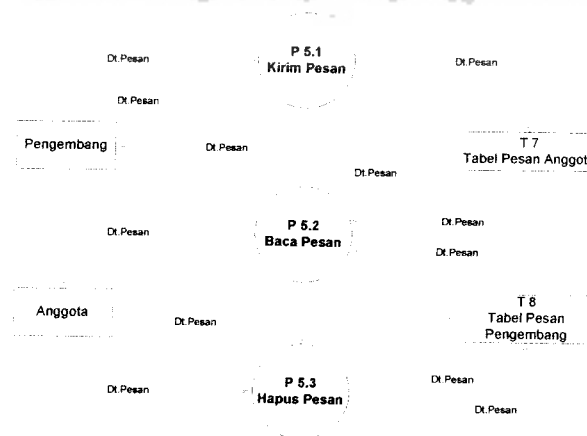 P 5.1
Kirim Pesan
Dt.Pesan
Dt.Pesan
Dt.Pesan
Pengembang
Dt.Pesan
T 7
Tabel Pesan Anggot
Dt.Pesan
P 5.2
Baca Pesan
Dt.Pesan
Dt.Pesan
Dt.Pesan
Anggota
Dt.Pesan
T 8
Tabel Pesan
Pengembang
P 5.3
Hapus Pesan
Dt.Pesan
Dt.Pesan
Dt.Pesan